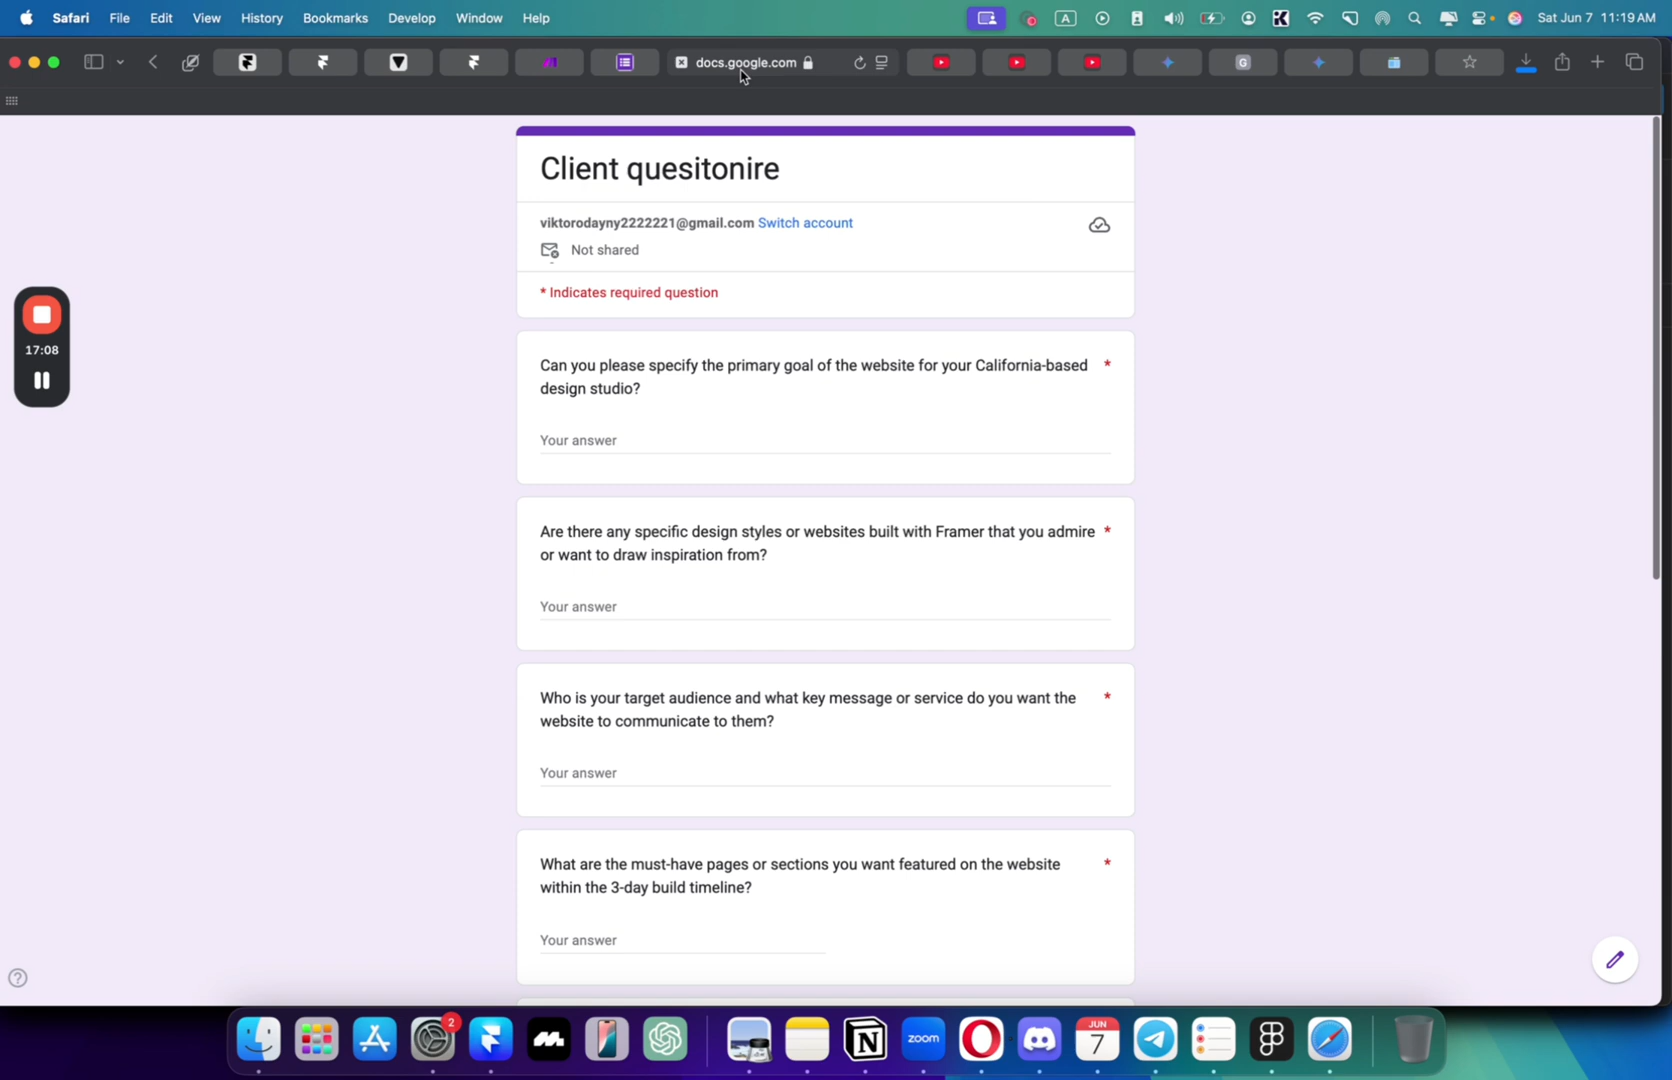 Safari File Edit View History Bookmarks Develop Window Help A Sat Jun 7 11:19 AM
docs.google.com G
Client quesitonire
viktorodayny2222221@gmail.com Switch account
Not shared
* Indicates required question
17:08
Can you please specify the primary goal of the website for your California-based *
design studio?
Your answer
Are there any specific design styles or websites built with Framer that you admire *
or want to draw inspiration from?
Your answer
Who is your target audience and what key message or service do you want the *
website to communicate to them?
Your answer
What are the must-have pages or sections you want featured on the website *
within the 3-day build timeline?
Your answer
2
zoom
JUN
7